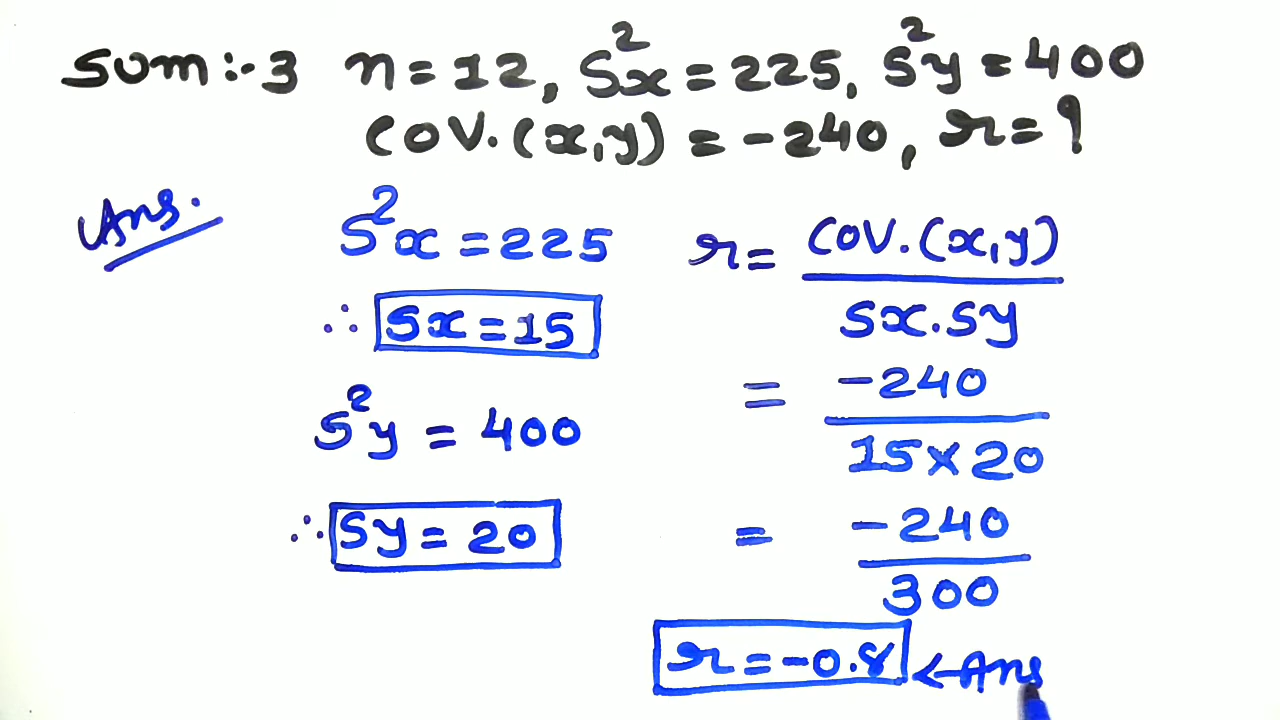 Sum:-3 n=12, S²x=225, S²y=400
COV.(x,y) = -240, r=?
Ans.
S²x=225
∴ Sx=15
S²y = 400
∴ Sy=20
r= COV.(x,y)
Sx.Sy
= -240
15×20
= -240
300
r=-0.8 ←Ans